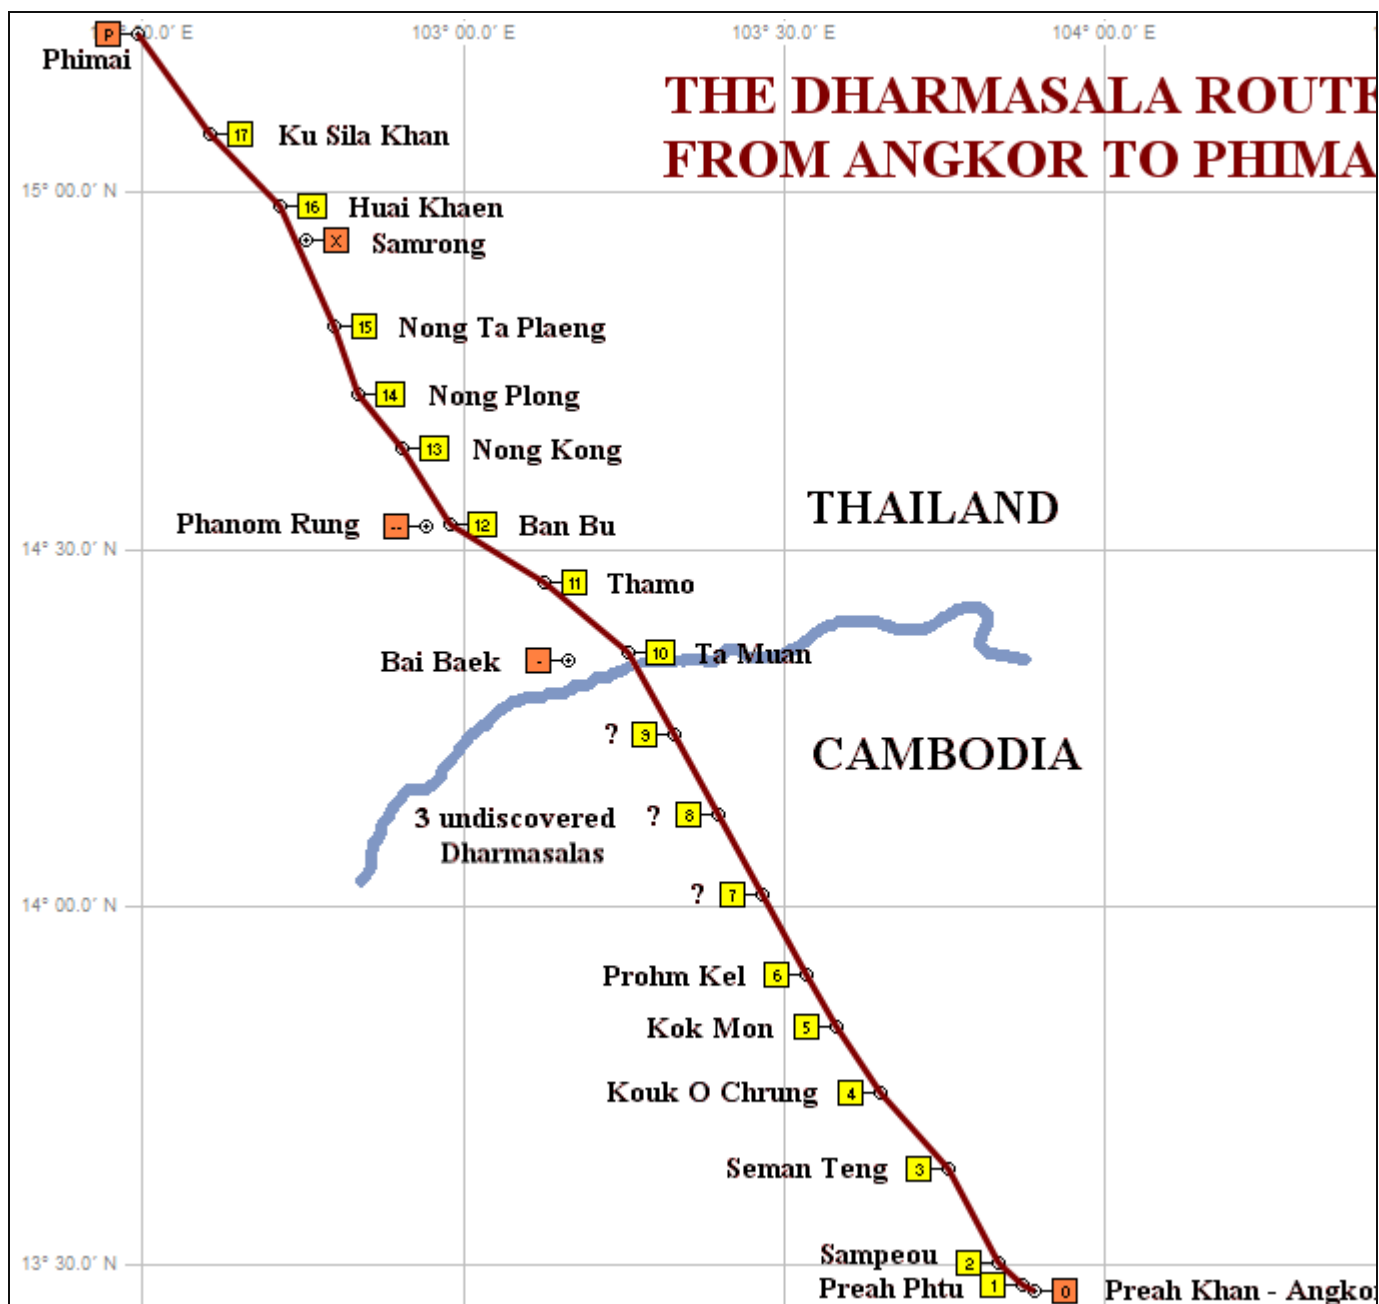 P
0.0' E
103° 00.0' E
103° 30.0' E
104° 00.0' E
Phimai
THE DHARMASALA ROUTE
FROM ANGKOR TO PHIMA
17 Ku Sila Khan
15° 00.0' N
16 Huai Khaen
X Samrong
15 Nong Ta Plaeng
14 Nong Plong
13 Nong Kong
THAILAND
Phanom Rung --
12 Ban Bu
14° 30.0' N
11 Thamo
Bai Baek -
10 Ta Muan
? 9
CAMBODIA
3 undiscovered
Dharmasalas
? 8
? 7
14° 00.0' N
Prohm Kel 6
Kok Mon 5
Kouk O Chrung 4
Seman Teng 3
Sampeou 2
13° 30.0' N
Preah Phtu 1
0 Preah Khan - Angko